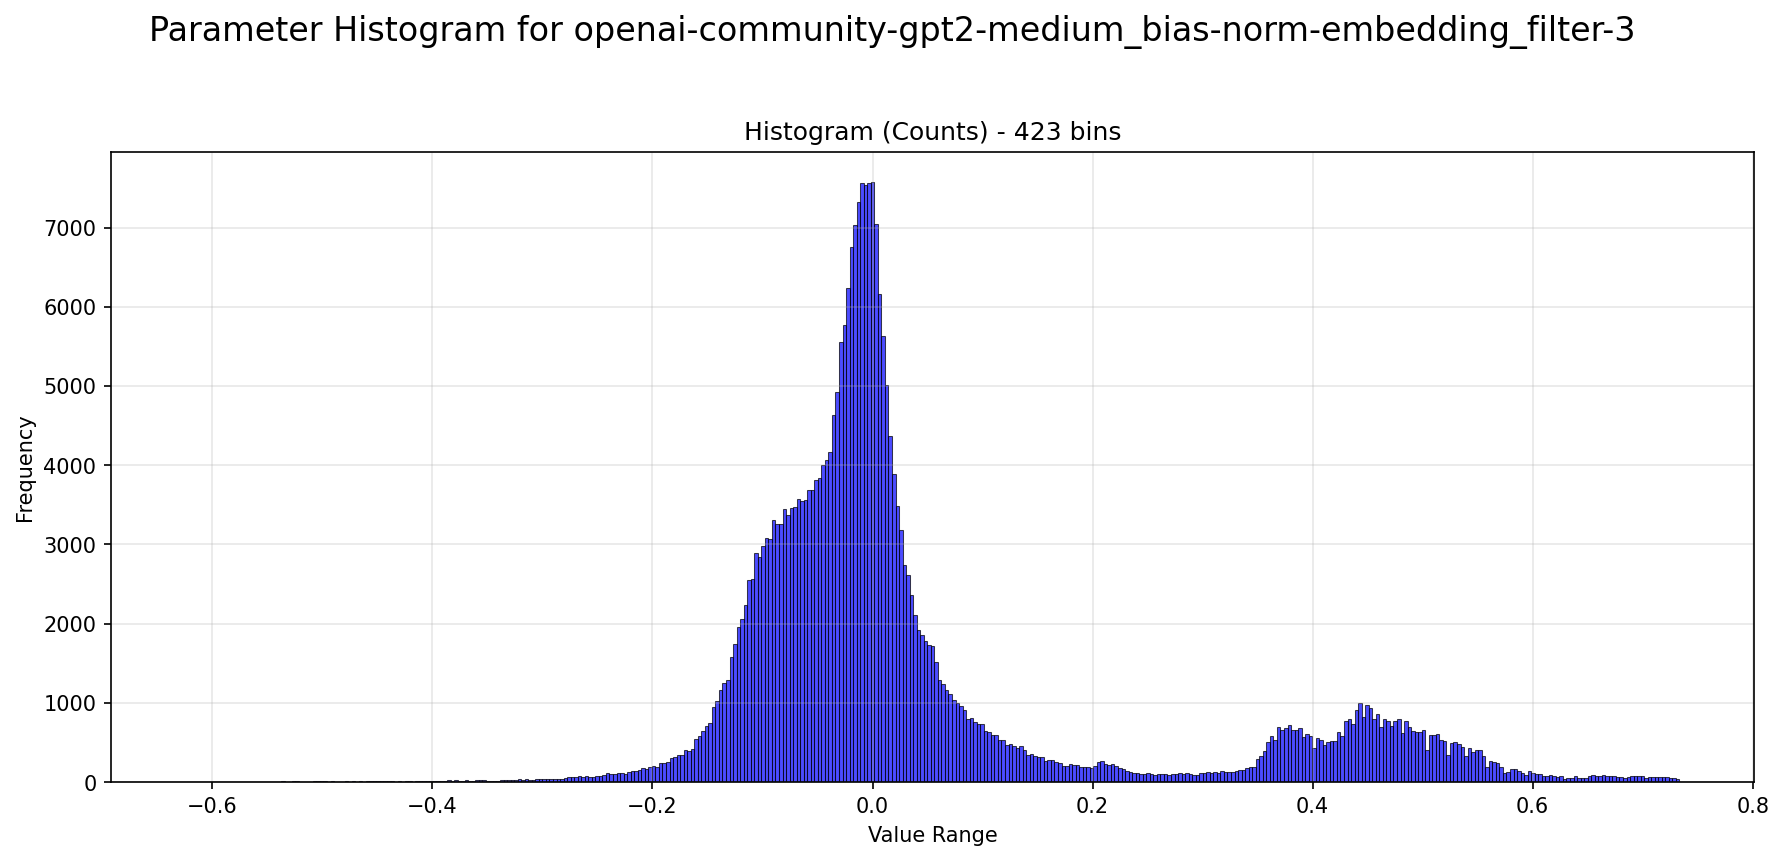 Parameter Histogram for openai-community-gpt2-medium_bias-norm-embedding_filter-3
Histogram (Counts) - 423 bins
Frequency
7000
6000
5000
4000
3000
2000
1000
0
−0.6 −0.4 −0.2 0.0 0.2 0.4 0.6 0.8
Value Range